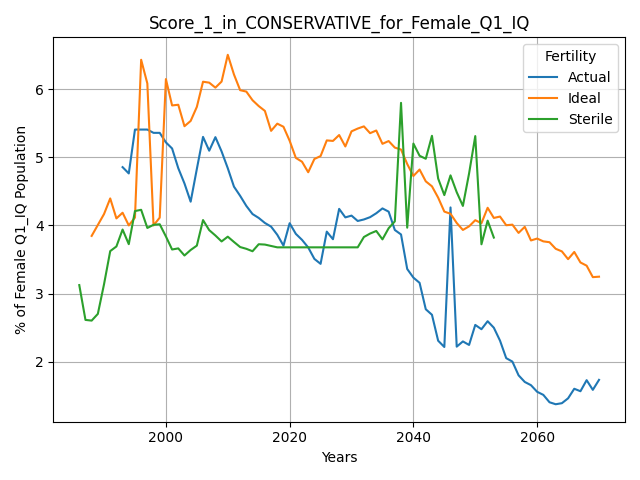 Score_1_in_CONSERVATIVE_for_Female_Q1_IQ
Fertility
Actual
Ideal
Sterile
% of Female Q1_IQ Population
6
5
4
3
2
2000
2020
2040
2060
Years